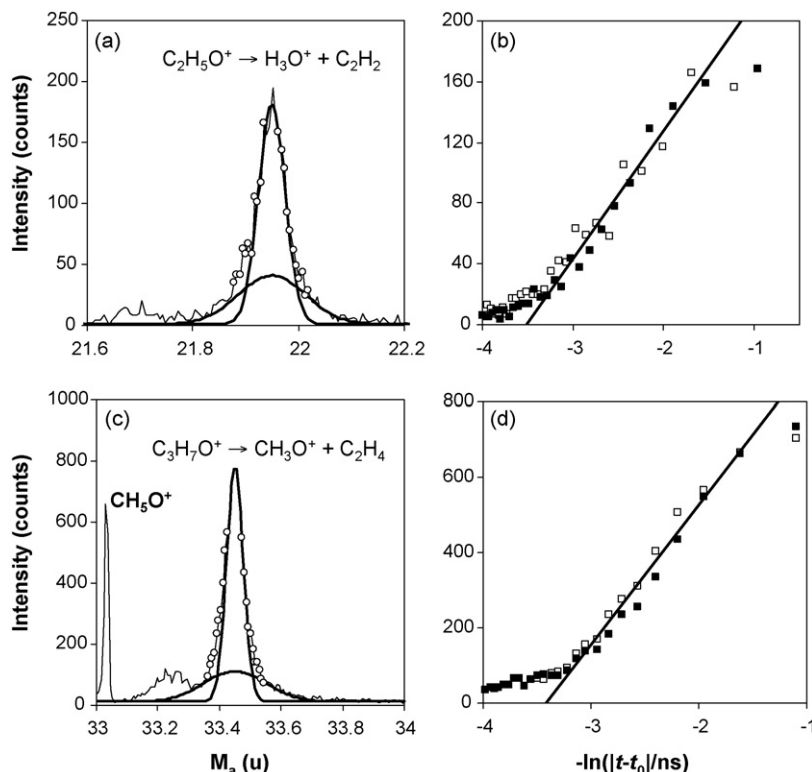 (a)
C₂H₅O⁺ → H₃O⁺ + C₂H₂
Intensity (counts)
250
200
150
100
50
0
21.6 21.8 22 22.2
(b)
200
160
120
80
40
0
-4 -3 -2 -1
(c)
C₃H₇O⁺ → CH₃O⁺ + C₂H₄
CH₅O⁺
Intensity (counts)
1000
800
600
400
200
0
33 33.2 33.4 33.6 33.8 34
Mₐ (u)
(d)
800
600
400
200
0
-4 -3 -2 -1
-ln(|t-t₀|/ns)